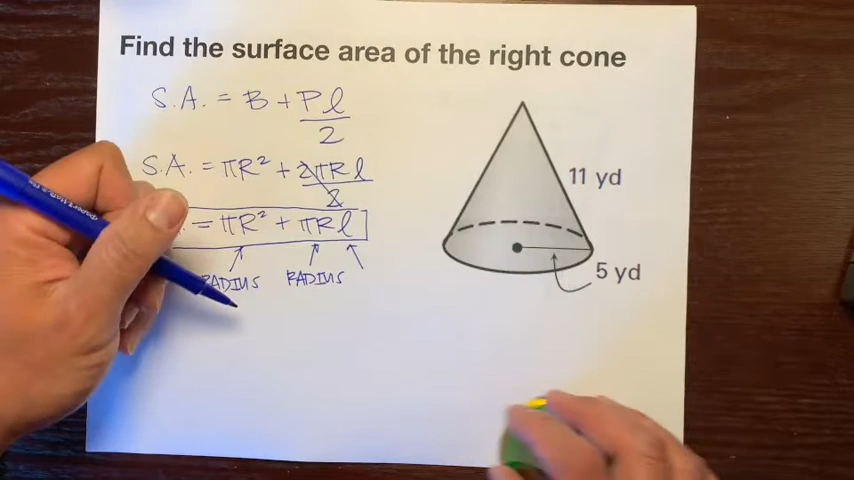 Find the surface area of the right cone
S.A. = B + Pl/2
S.A. = πR² + 2πRl/2
= πR² + πRl
RADIUS RADIUS
11 yd
5 yd